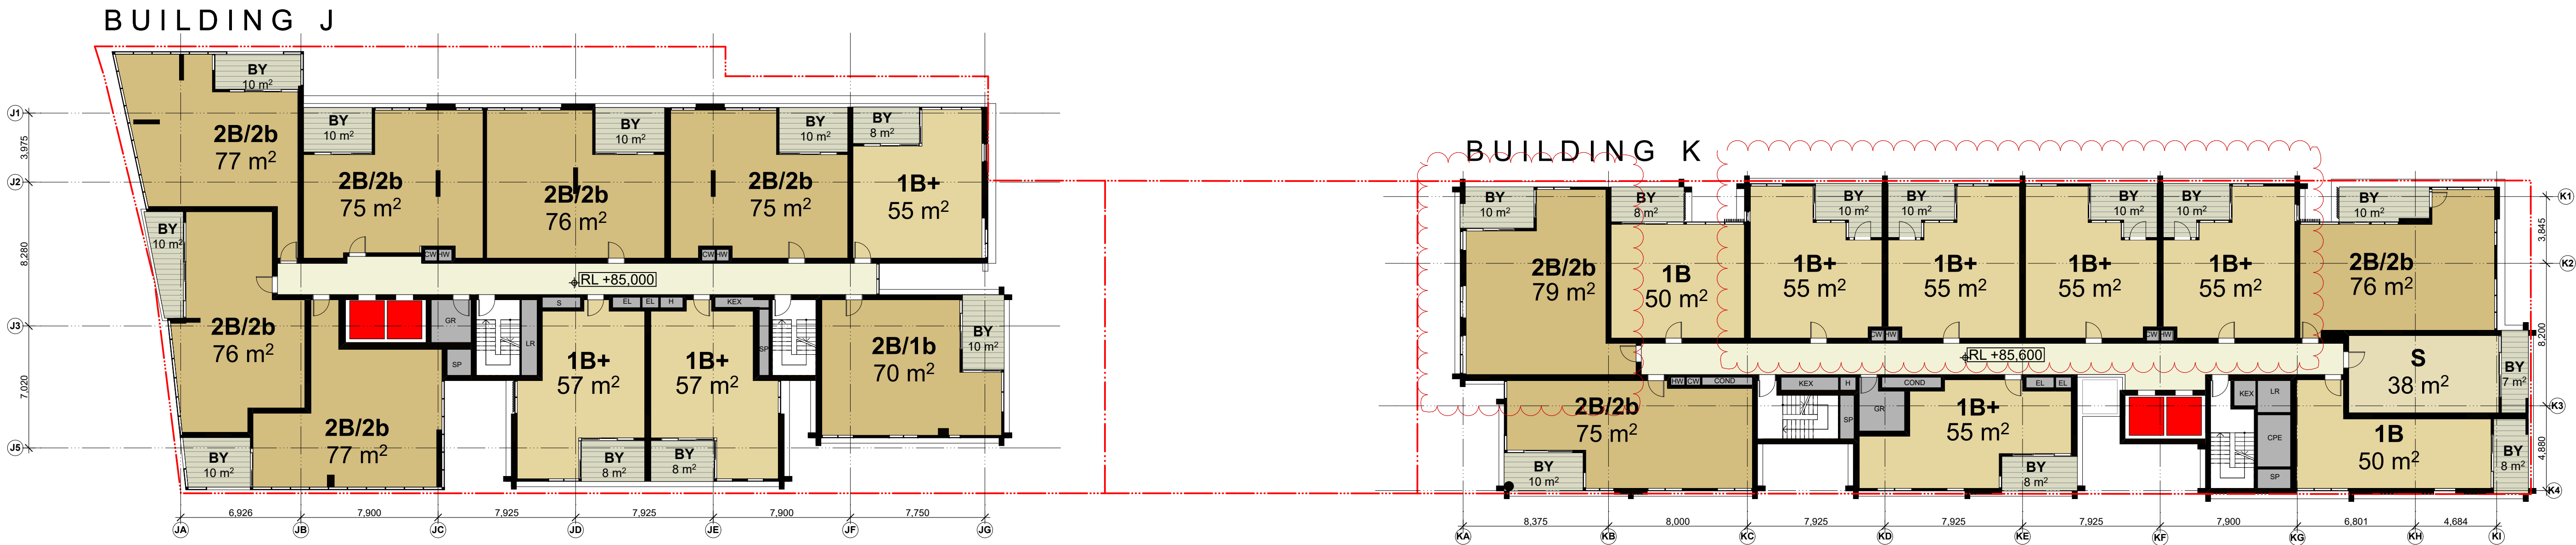 BUILDING J
BY
10 m²
2B/2b
77 m²
BY
10 m²
2B/2b
75 m²
BY
10 m²
2B/2b
76 m²
BY
10 m²
2B/2b
75 m²
BY
8 m²
1B+
55 m²
J1
3,975
J2
8,280
J3
7,020
J5
BY
10 m²
2B/2b
76 m²
CW HW
CW HW
RL +85,000
GR
SP
LR
S
EL
EL
H
KEX
SP
BY
10 m²
2B/2b
77 m²
1B+
57 m²
BY
8 m²
1B+
57 m²
BY
8 m²
2B/1b
70 m²
BY
10 m²
6,926
7,900
7,925
7,925
7,900
7,750
JA
JB
JC
JD
JE
JF
JG
BUILDING K
BY
10 m²
2B/2b
79 m²
BY
8 m²
1B
50 m²
BY
10 m²
1B+
55 m²
BY
10 m²
1B+
55 m²
BY
10 m²
1B+
55 m²
BY
10 m²
1B+
55 m²
BY
10 m²
2B/2b
76 m²
K1
3,845
K2
8,200
K3
4,880
K4
CW HW
CW HW
RL +85,600
S
38 m²
BY
7 m²
HW CW COND
2B/2b
75 m²
BY
10 m²
KEX
H
SP
GR
COND
1B+
55 m²
EL
EL
BY
8 m²
KEX
LR
CPE
SP
1B
50 m²
BY
8 m²
8,375
8,000
7,925
7,925
7,925
7,900
6,801
4,684
KA
KB
KC
KD
KE
KF
KG
KH
KI